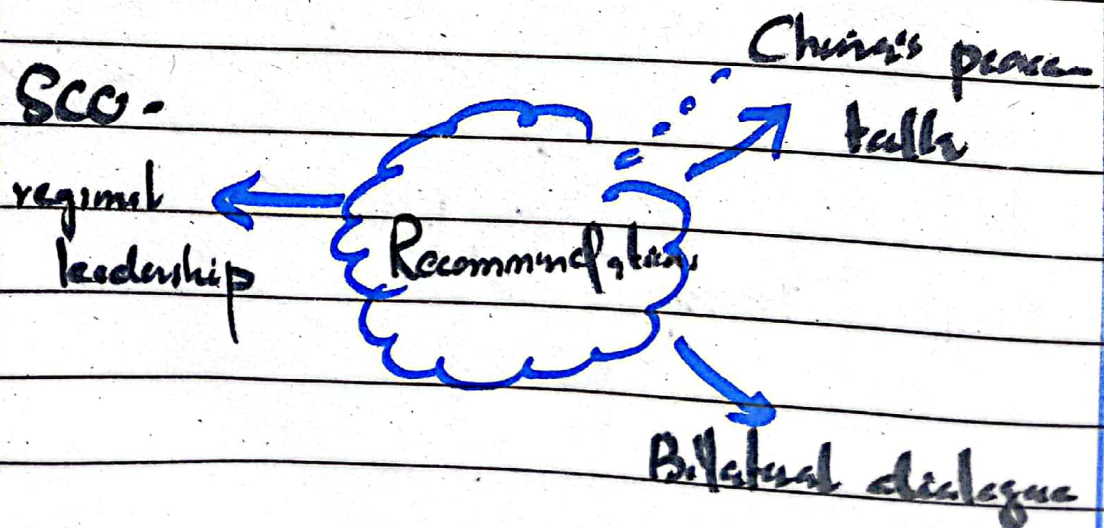 China's peace
talks
SCO -
regional
leadership
Recommendations
Bilateral dialogue